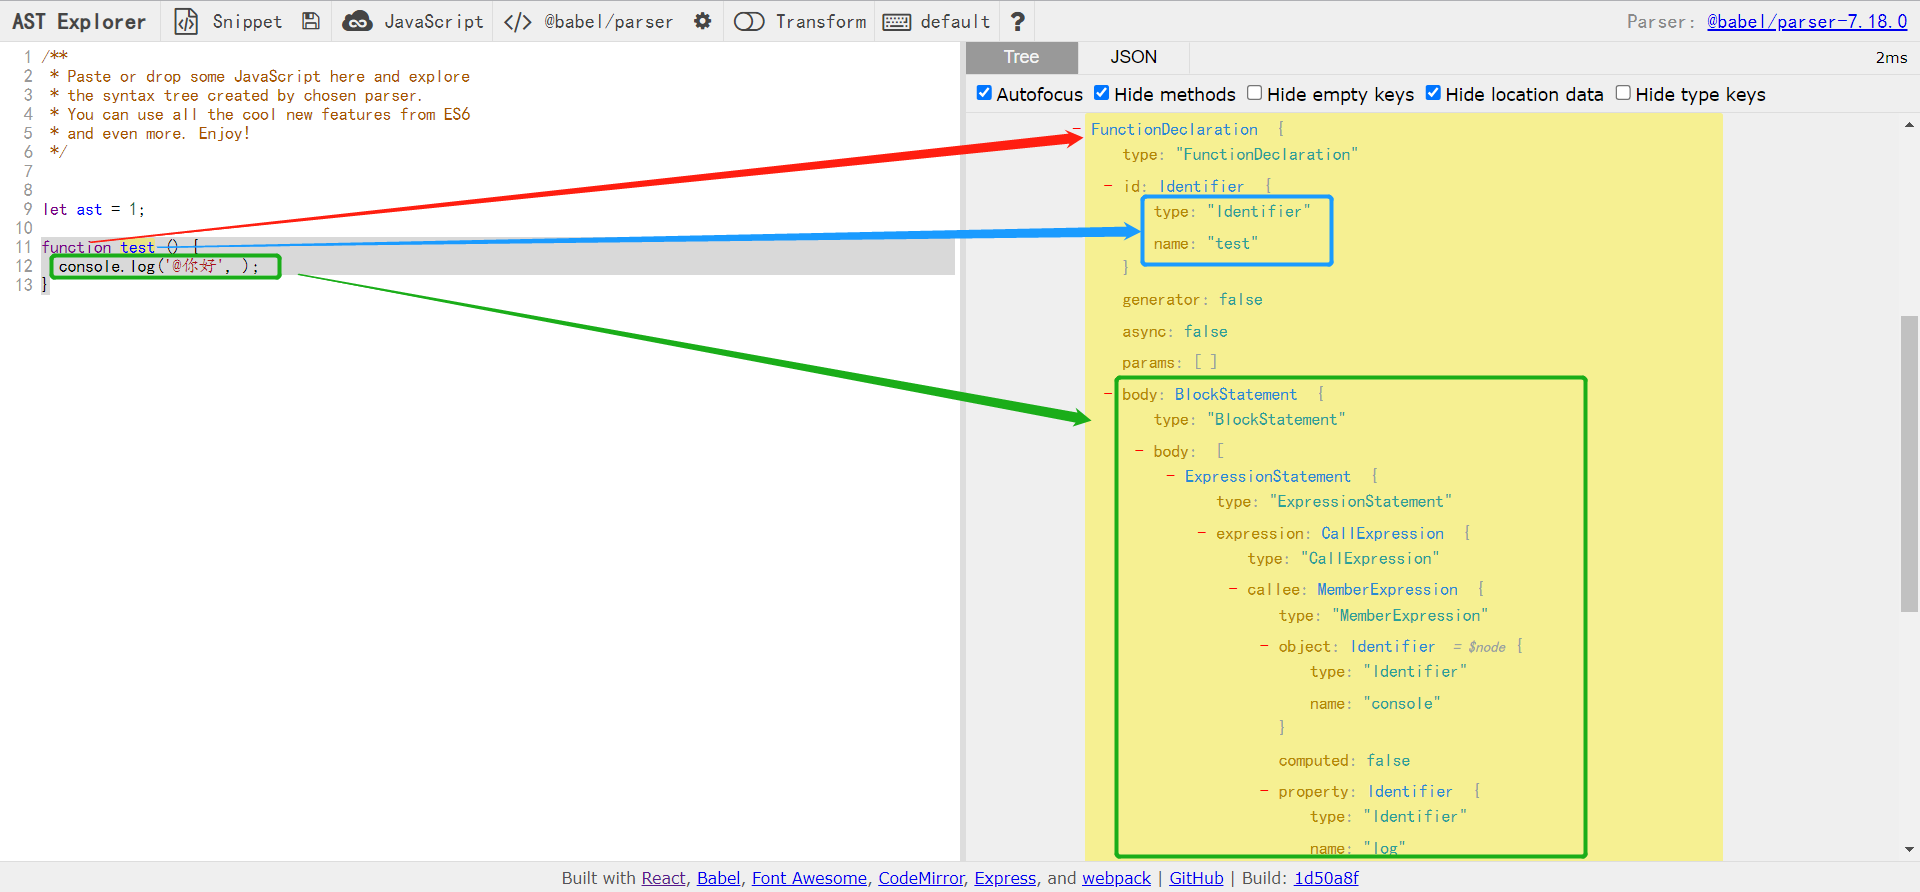 AST Explorer Snippet JavaScript </> @babel/parser Transform default ? Parser: @babel/parser-7.18.0
1 /**
2 * Paste or drop some JavaScript here and explore
3 * the syntax tree created by chosen parser.
4 * You can use all the cool new features from ES6
5 * and even more. Enjoy!
6 */
7
8
9 let ast = 1;
10
11 function test () {
12 console.log('@你好', );
13 }
Tree JSON 2ms
Autofocus Hide methods Hide empty keys Hide location data Hide type keys
- FunctionDeclaration {
type: "FunctionDeclaration"
- id: Identifier {
type: "Identifier"
name: "test"
}
generator: false
async: false
params: [ ]
- body: BlockStatement {
type: "BlockStatement"
- body: [
- ExpressionStatement {
type: "ExpressionStatement"
- expression: CallExpression {
type: "CallExpression"
- callee: MemberExpression {
type: "MemberExpression"
- object: Identifier = $node {
type: "Identifier"
name: "console"
}
computed: false
- property: Identifier {
type: "Identifier"
name: "log"
Built with React, Babel, Font Awesome, CodeMirror, Express, and webpack | GitHub | Build: 1d50a8f